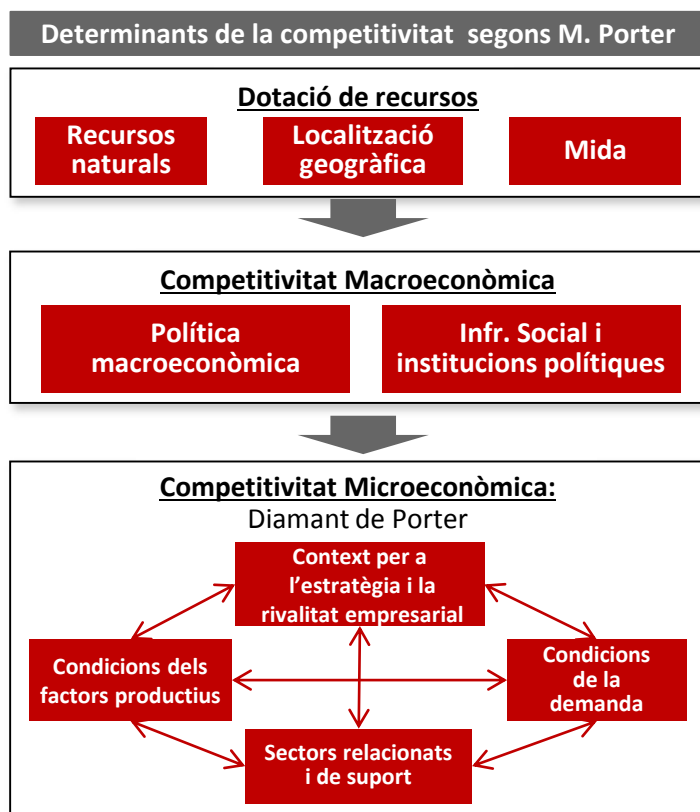 Determinants de la competitivitat segons M. Porter
Dotació de recursos
Recursos
naturals
Localització
geogràfica
Mida
Competitivitat Macroeconòmica
Política
macroeconòmica
Infr. Social i
institucions polítiques
Competitivitat Microeconòmica:
Diamant de Porter
Context per a
l'estratègia i la
rivalitat empresarial
Condicions dels
factors productius
Condicions
de la
demanda
Sectors relacionats
i de suport